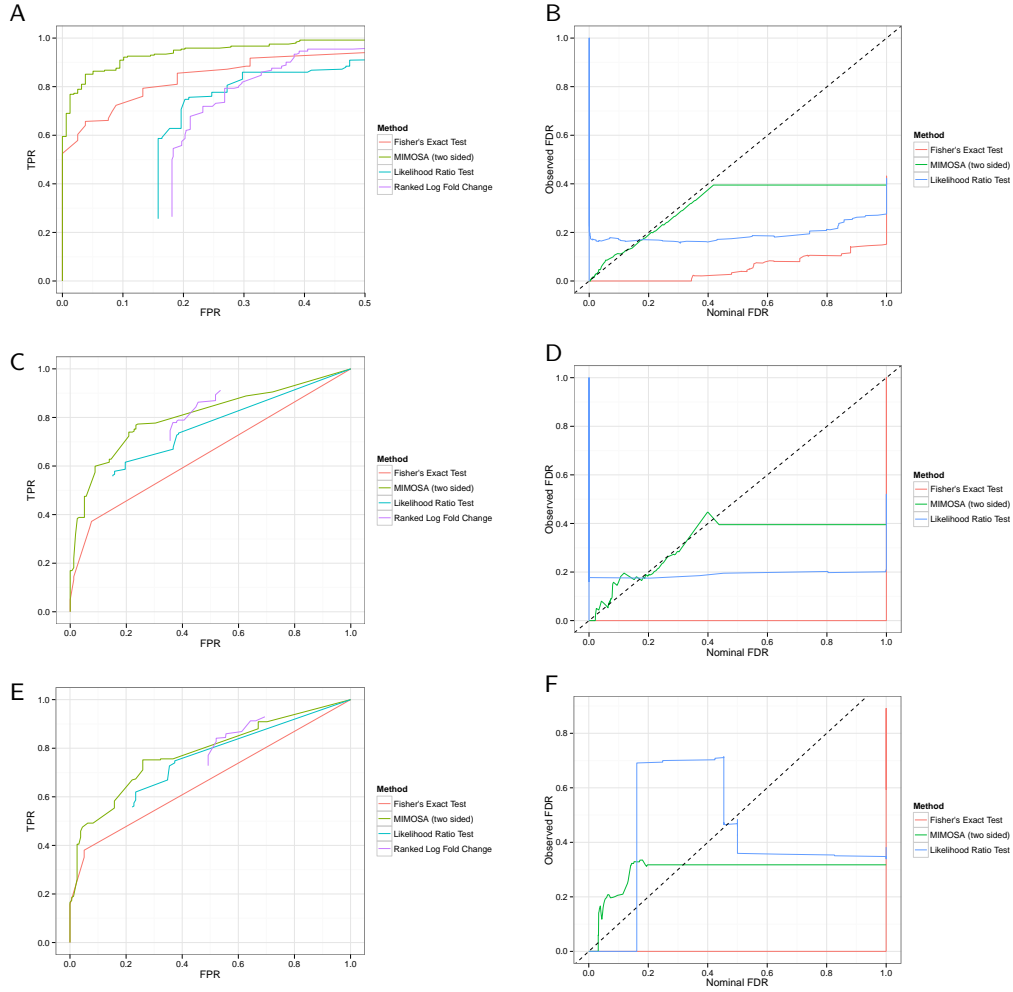 A
1.0
0.8
0.6
0.4
0.2
0.0
TPR
0.0
0.1
0.2
0.3
0.4
0.5
FPR
Method
Fisher's Exact Test
MIMOSA (two sided)
Likelihood Ratio Test
Ranked Log Fold Change
B
1.0
0.8
0.6
0.4
0.2
0.0
Observed FDR
0.0
0.2
0.4
0.6
0.8
1.0
Nominal FDR
Method
Fisher's Exact Test
MIMOSA (two sided)
Likelihood Ratio Test
C
1.0
0.8
0.6
0.4
0.2
0.0
TPR
0.0
0.2
0.4
0.6
0.8
1.0
FPR
Method
Fisher's Exact Test
MIMOSA (two sided)
Likelihood Ratio Test
Ranked Log Fold Change
D
1.0
0.8
0.6
0.4
0.2
0.0
Observed FDR
0.0
0.2
0.4
0.6
0.8
1.0
Nominal FDR
Method
Fisher's Exact Test
MIMOSA (two sided)
Likelihood Ratio Test
E
1.0
0.8
0.6
0.4
0.2
0.0
TPR
0.0
0.2
0.4
0.6
0.8
1.0
FPR
Method
Fisher's Exact Test
MIMOSA (two sided)
Likelihood Ratio Test
Ranked Log Fold Change
F
0.8
0.6
0.4
0.2
0.0
Observed FDR
0.0
0.2
0.4
0.6
0.8
1.0
Nominal FDR
Method
Fisher's Exact Test
MIMOSA (two sided)
Likelihood Ratio Test